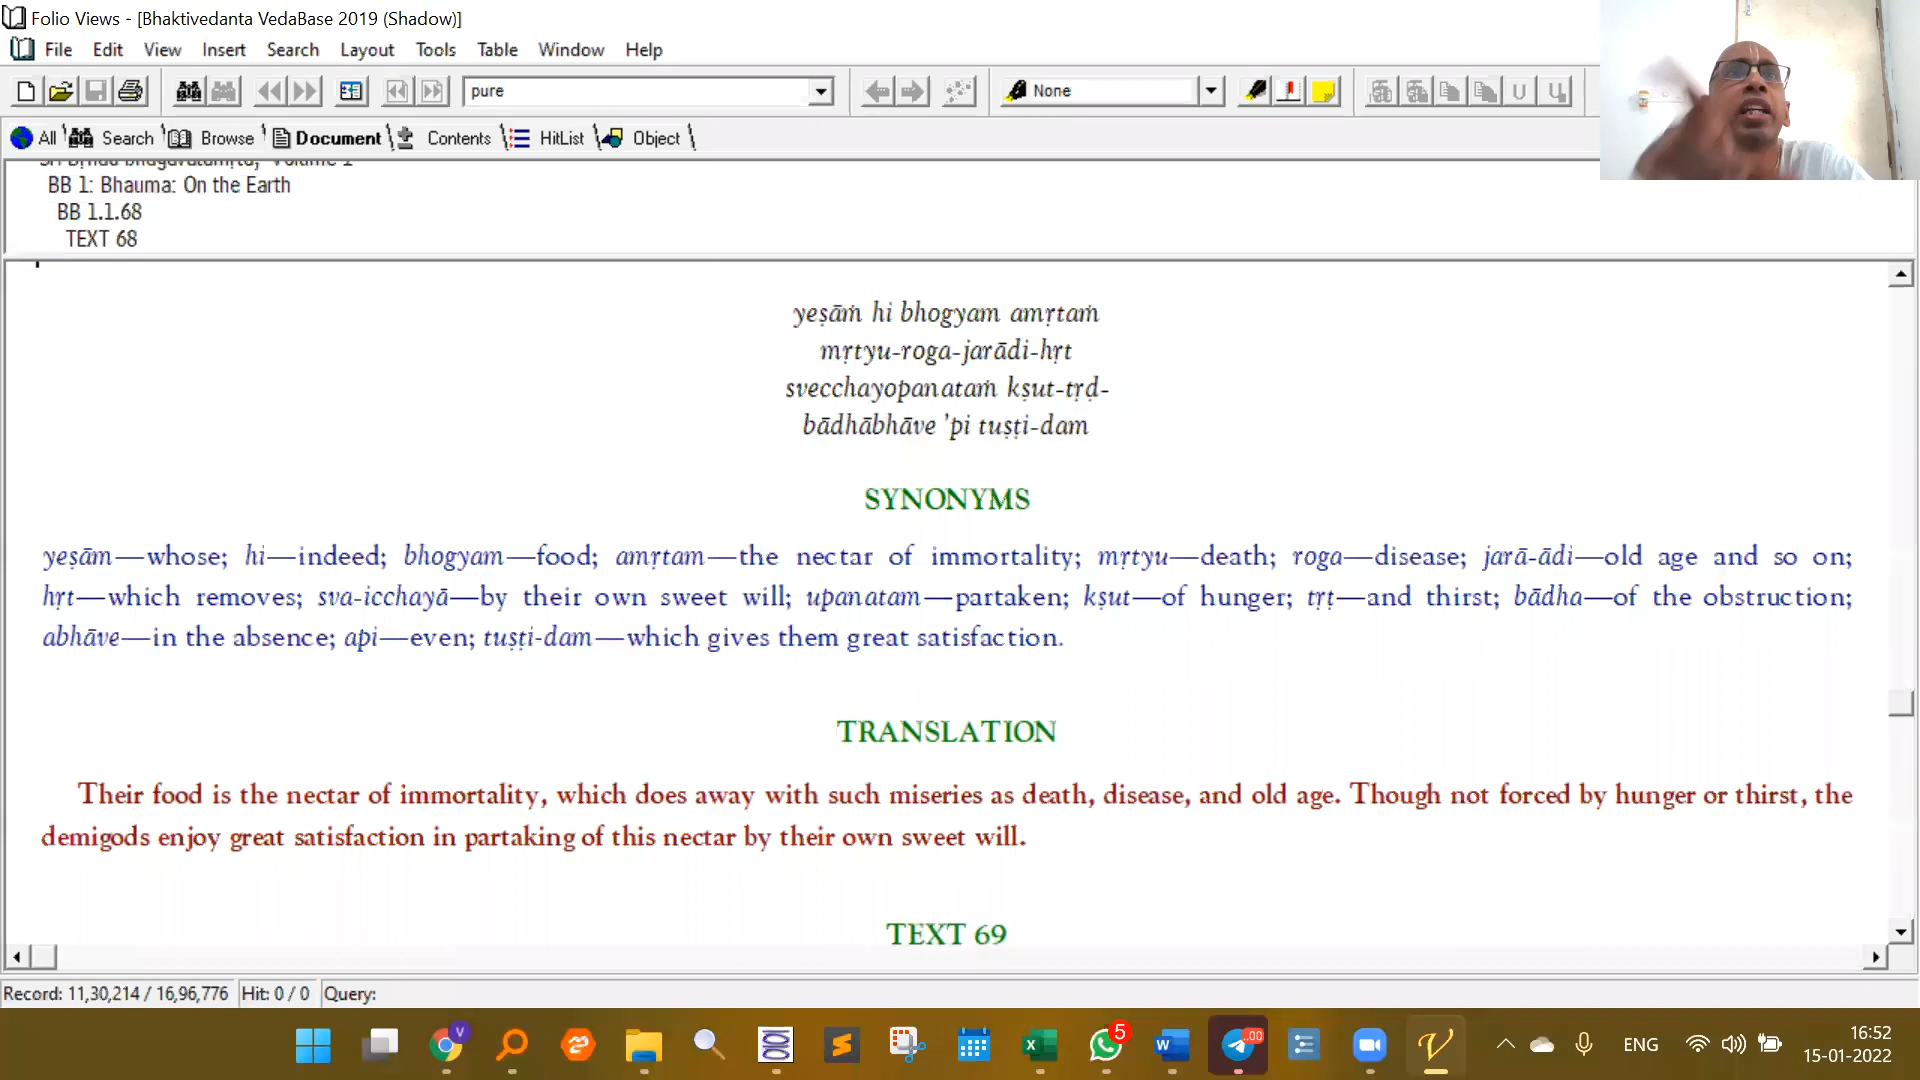 Folio Views - [Bhaktivedanta VedaBase 2019 (Shadow)]
File Edit View Insert Search Layout Tools Table Window Help
pure None
All Search Browse Document Contents HitList Object
BB 1: Bhauma: On the Earth
BB 1.1.68
TEXT 68
yeṣāṁ hi bhogyam amṛtaṁ
mṛtyu-roga-jarādi-hṛt
svecchayopanataṁ kṣut-tṛḍ-
bādhābhāve 'pi tuṣṭi-dam
SYNONYMS
yeṣām—whose; hi—indeed; bhogyam—food; amṛtam—the nectar of immortality; mṛtyu—death; roga—disease; jarā-ādi—old age and so on;
hṛt—which removes; sva-icchayā—by their own sweet will; upanatam—partaken; kṣut—of hunger; tṛṭ—and thirst; bādha—of the obstruction;
abhāve—in the absence; api—even; tuṣṭi-dam—which gives them great satisfaction.
TRANSLATION
Their food is the nectar of immortality, which does away with such miseries as death, disease, and old age. Though not forced by hunger or thirst, the
demigods enjoy great satisfaction in partaking of this nectar by their own sweet will.
TEXT 69
Record: 11,30,214 / 16,96,776 Hit: 0 / 0 Query:
V 5 .00 ENG 16:52
15-01-2022